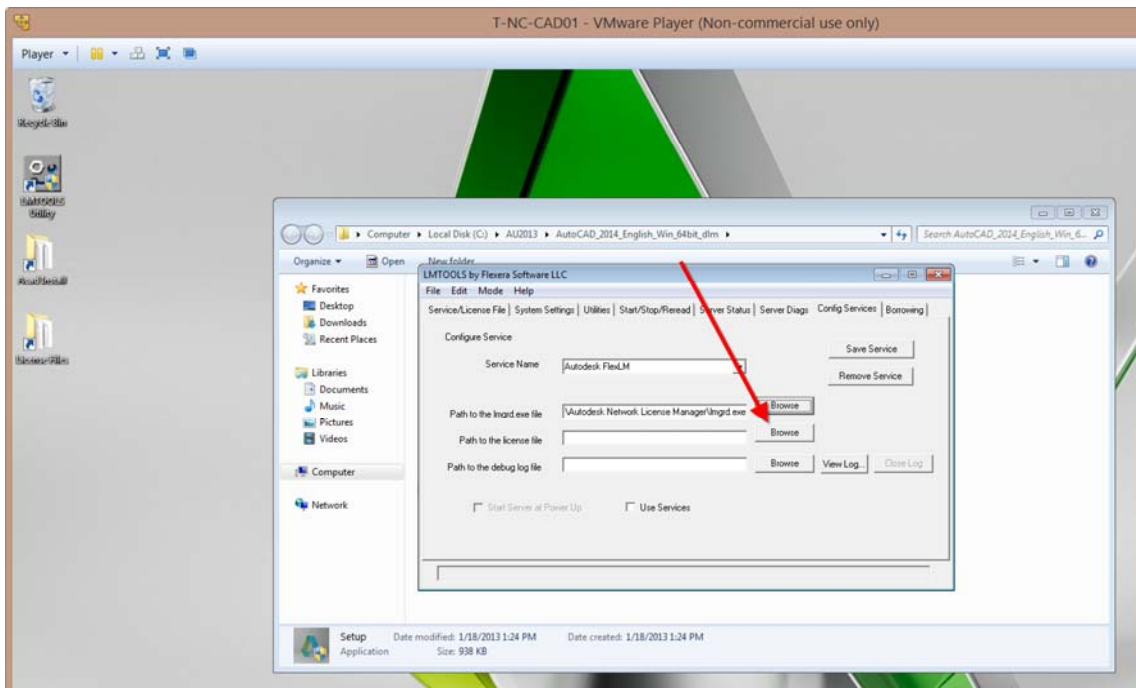 T-NC-CAD01 - VMware Player (Non-commercial use only)
Player
Recycle Bin
LMTOOLS
Utility
Computer Local Disk (C:) AU2013 AutoCAD_2014_English_Win_64bit_dlm
Search AutoCAD_2014_English_Win_6...
Organize Open New folder
LMTOOLS by Flexera Software LLC
File Edit Mode Help
Service/License File System Settings Utilities Start/Stop/Reread Server Status Server Diags Config Services Borrowing
Favorites
Desktop
Downloads
Recent Places
Libraries
Documents
Music
Pictures
Videos
Computer
Network
Configure Service
Save Service
Service Name Autodesk FlexLM
Remove Service
Path to the lmgrd.exe file \Autodesk Network License Manager\lmgrd.exe Browse
Path to the license file Browse
Path to the debug log file Browse View Log... Close Log
Start Server at Power Up Use Services
Setup Date modified: 1/18/2013 1:24 PM Date created: 1/18/2013 1:24 PM
Application Size: 938 KB